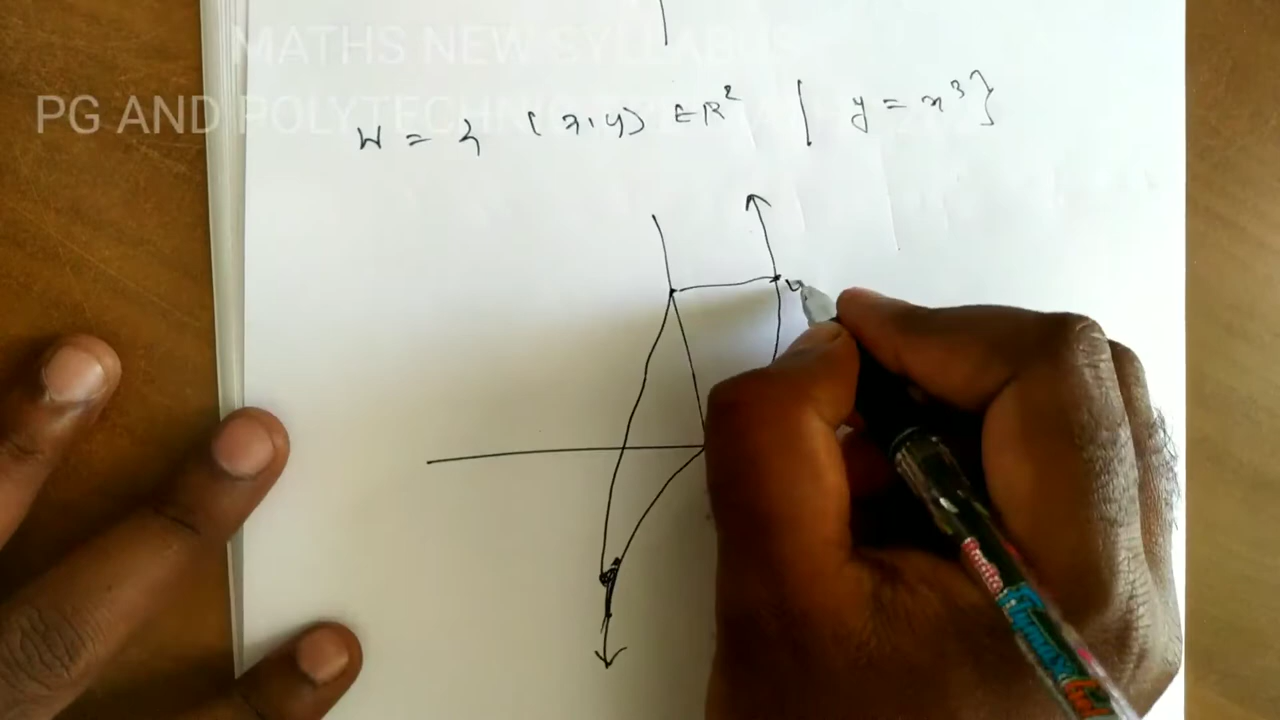 MATHS NEW SYLLABUS
PG AND POLYTECHNIC
W = { (x,y) ∈ R² | y = x³}